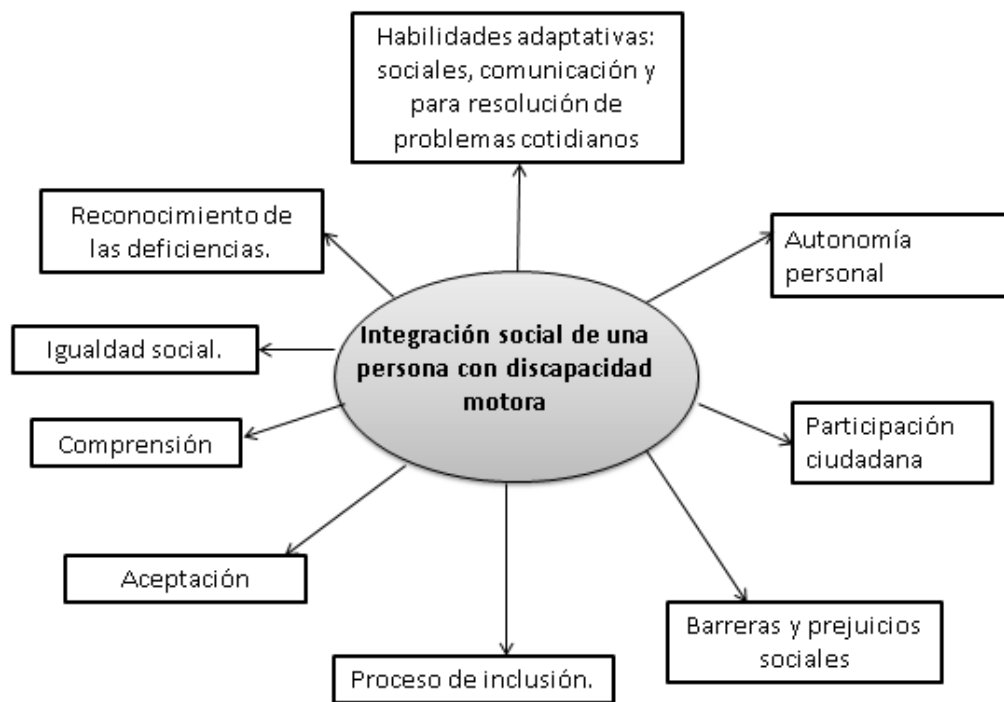 Habilidades adaptativas:
sociales, comunicación y
para resolución de
problemas cotidianos
Reconocimiento de
las deficiencias.
Autonomía
personal
Integración social de una
persona con discapacidad
motora
Igualdad social.
Comprensión
Participación
ciudadana
Aceptación
Barreras y prejuicios
sociales
Proceso de inclusión.